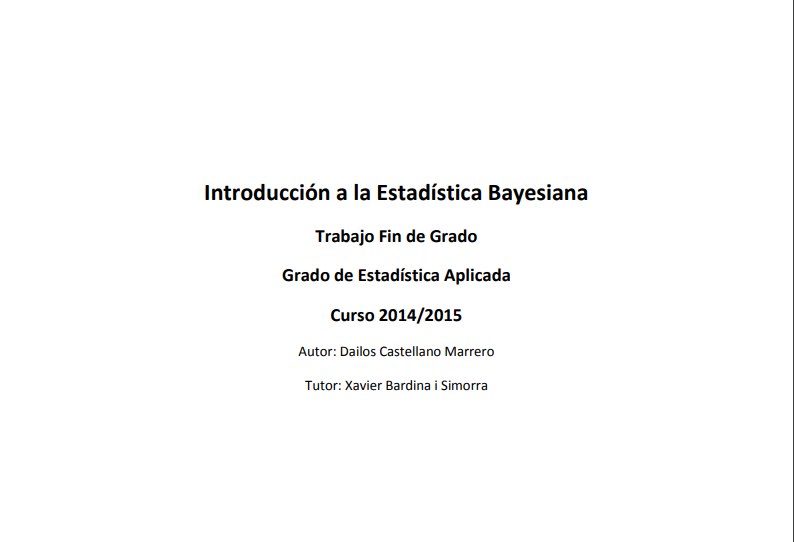 Introducción a la Estadística Bayesiana
Trabajo Fin de Grado
Grado de Estadística Aplicada
Curso 2014/2015
Autor: Dailos Castellano Marrero
Tutor: Xavier Bardina i Simorra